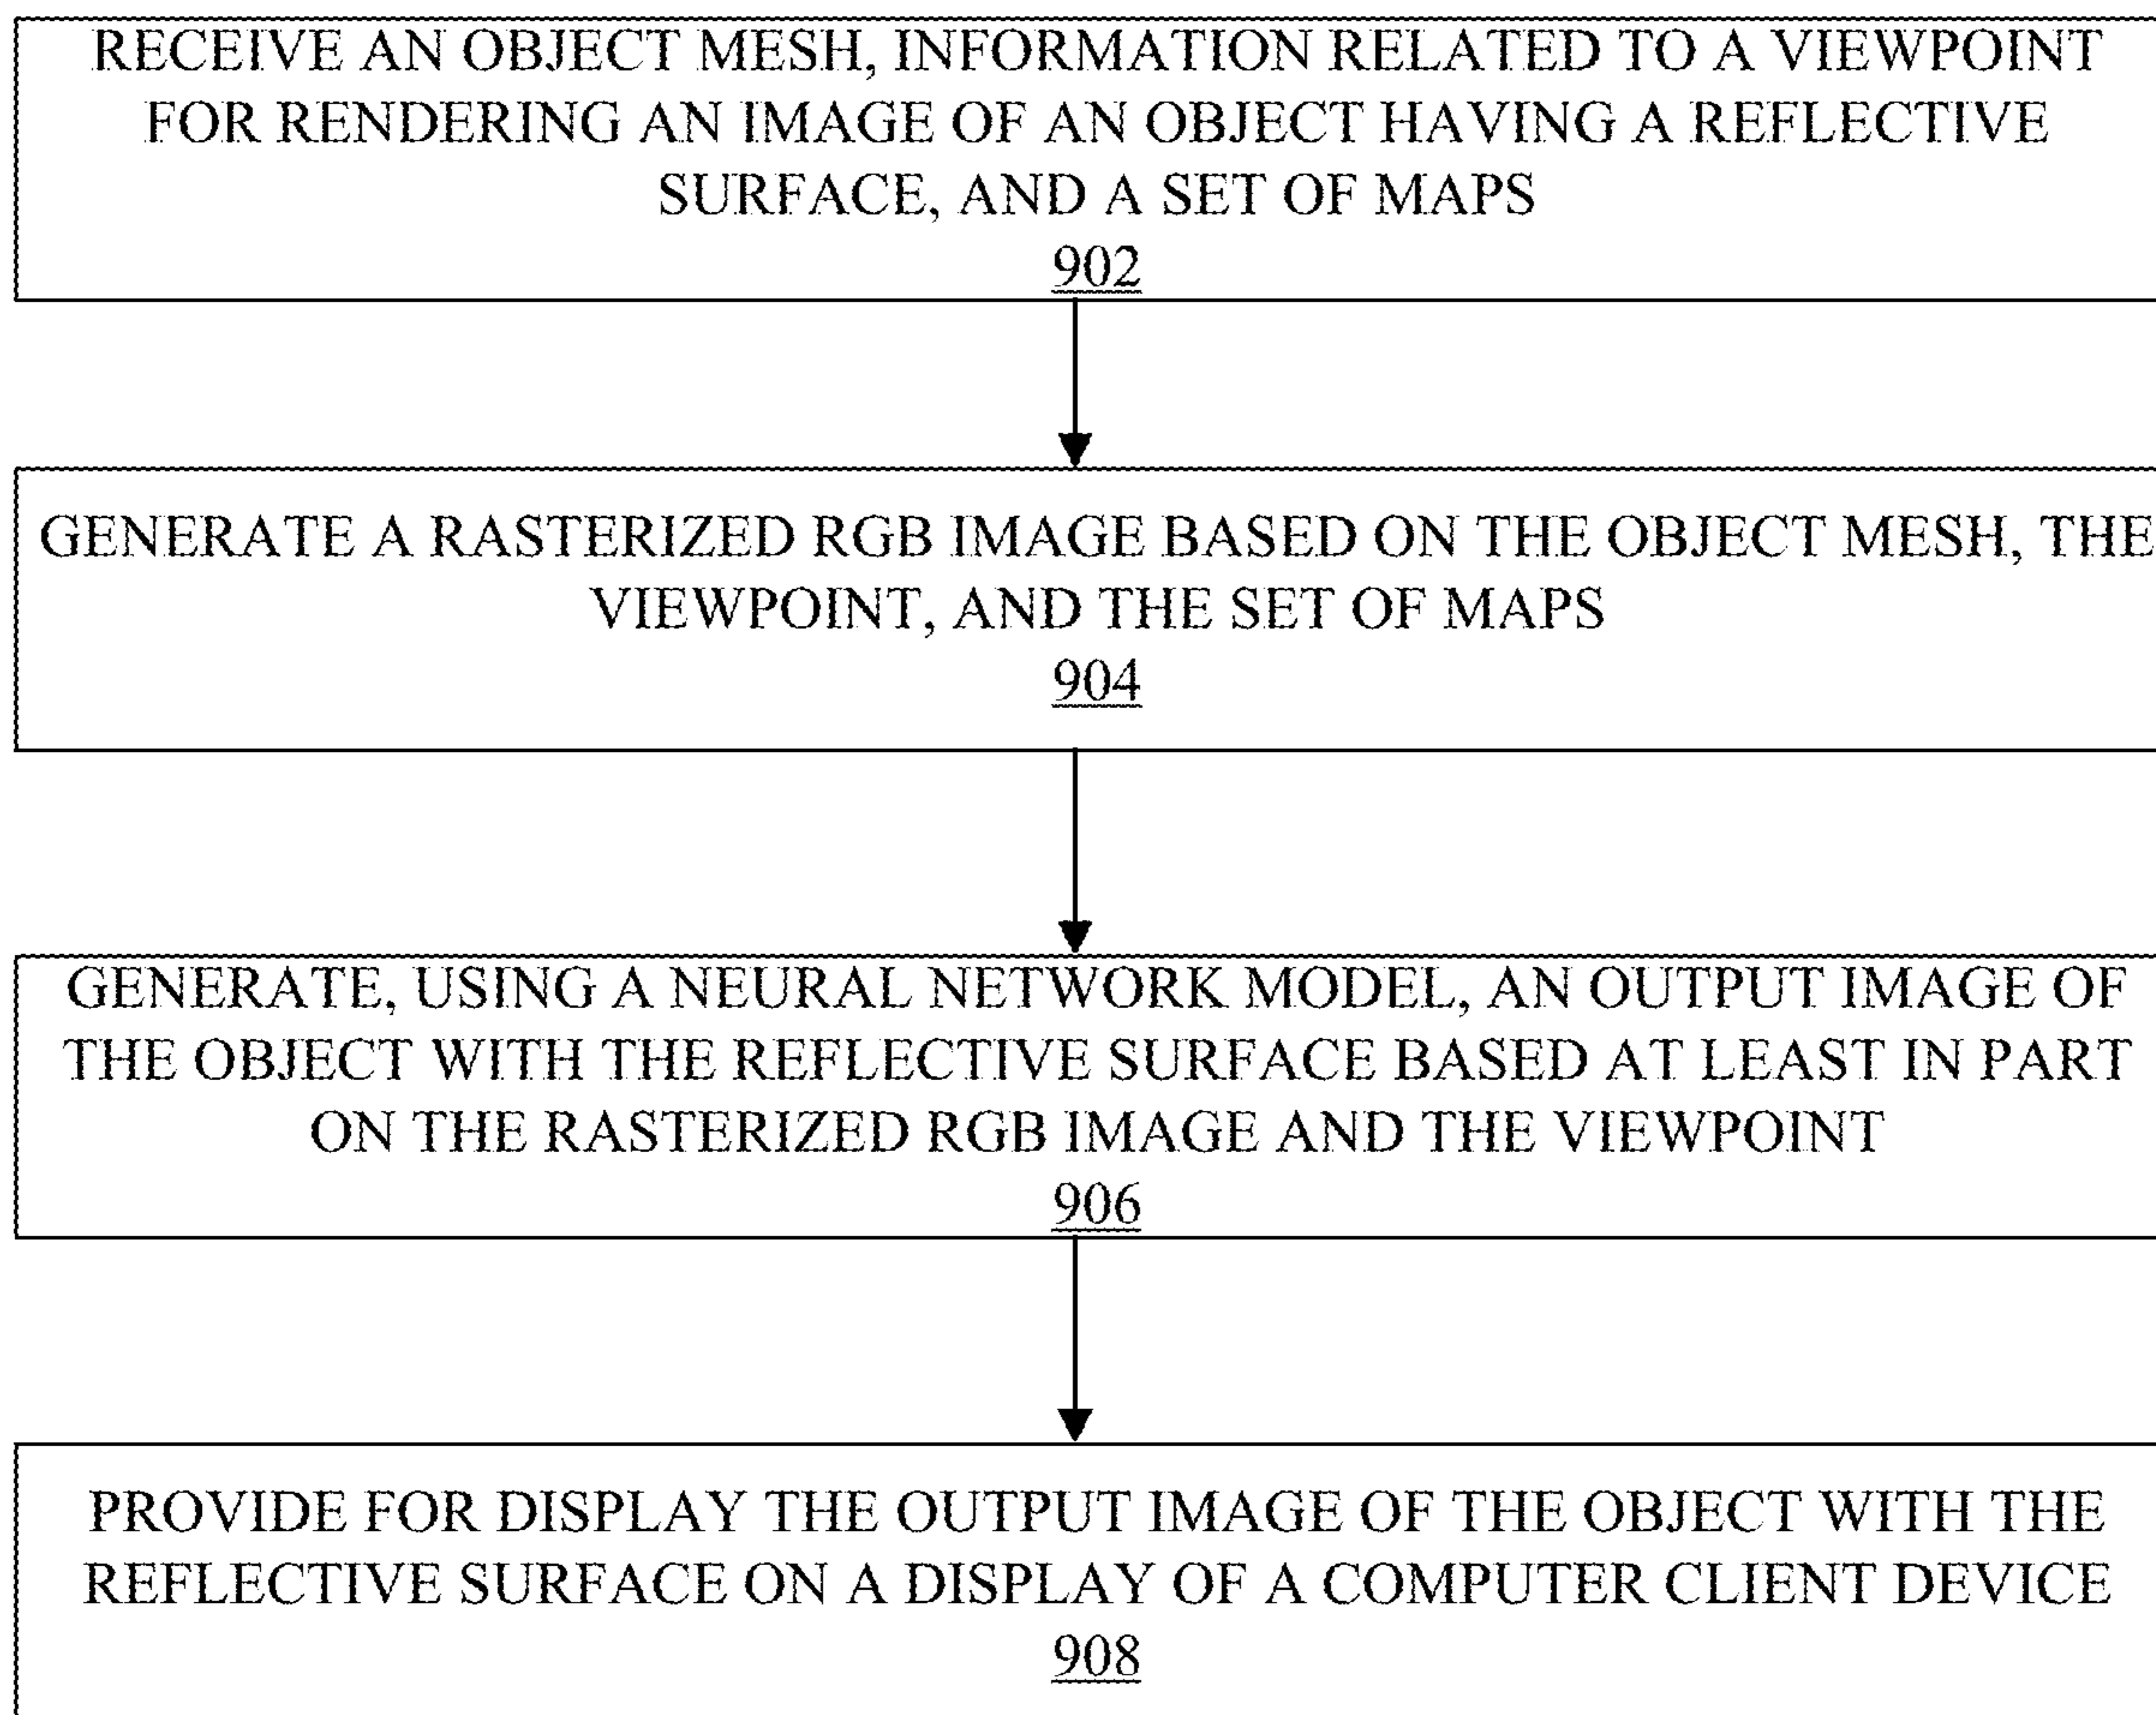 RECEIVE AN OBJECT MESH, INFORMATION RELATED TO A VIEWPOINT
FOR RENDERING AN IMAGE OF AN OBJECT HAVING A REFLECTIVE
SURFACE, AND A SET OF MAPS
902
GENERATE A RASTERIZED RGB IMAGE BASED ON THE OBJECT MESH, THE
VIEWPOINT, AND THE SET OF MAPS
904
GENERATE, USING A NEURAL NETWORK MODEL, AN OUTPUT IMAGE OF
THE OBJECT WITH THE REFLECTIVE SURFACE BASED AT LEAST IN PART
ON THE RASTERIZED RGB IMAGE AND THE VIEWPOINT
906
PROVIDE FOR DISPLAY THE OUTPUT IMAGE OF THE OBJECT WITH THE
REFLECTIVE SURFACE ON A DISPLAY OF A COMPUTER CLIENT DEVICE
908